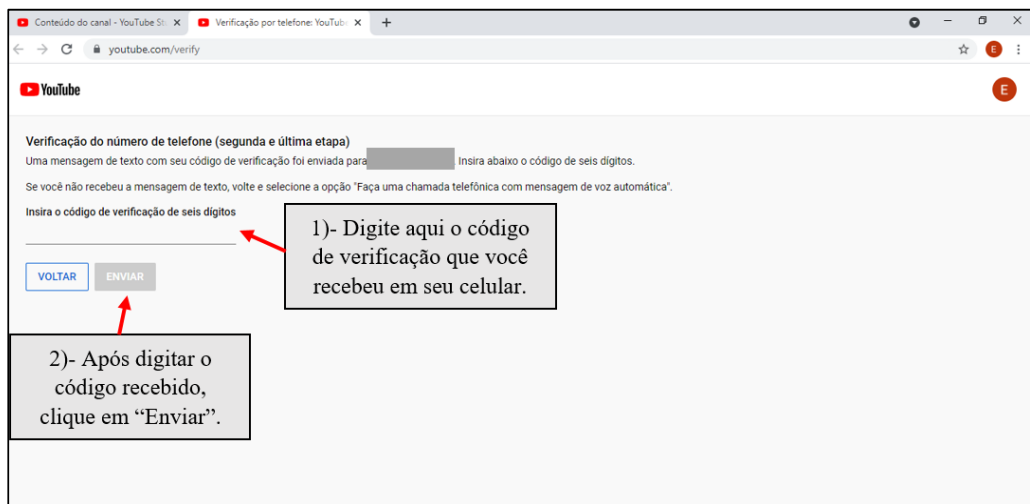 Conteúdo do canal - YouTube St
Verificação por telefone: YouTub
youtube.com/verify
E
YouTube
E
Verificação do número de telefone (segunda e última etapa)
Uma mensagem de texto com seu código de verificação foi enviada para . Insira abaixo o código de seis dígitos.
Se você não recebeu a mensagem de texto, volte e selecione a opção "Faça uma chamada telefônica com mensagem de voz automática".
Insira o código de verificação de seis dígitos
1)- Digite aqui o código
de verificação que você
recebeu em seu celular.
VOLTAR
ENVIAR
2)- Após digitar o
código recebido,
clique em “Enviar”.